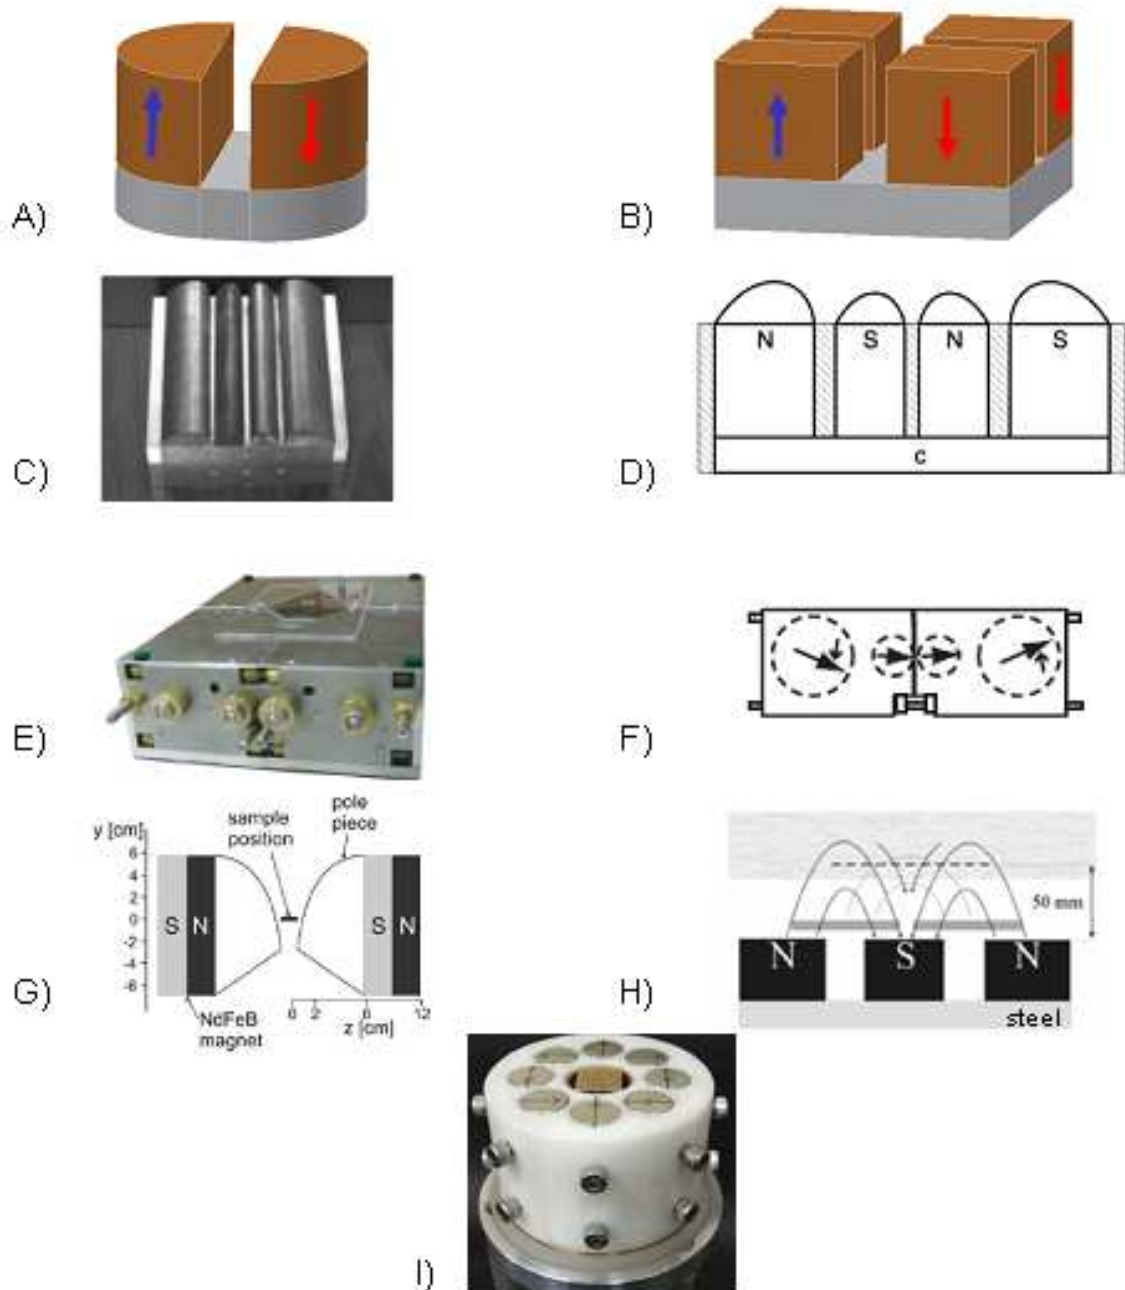 A)
B)
C)
N S N S
C
D)
E)
F)
y [cm]
6
4
2
0
-2
-4
-6
sample
position
pole
piece
S N
S N
NdFeB
magnet
0 2 6 12
z [cm]
G)
50 mm
N S N
steel
H)
I)